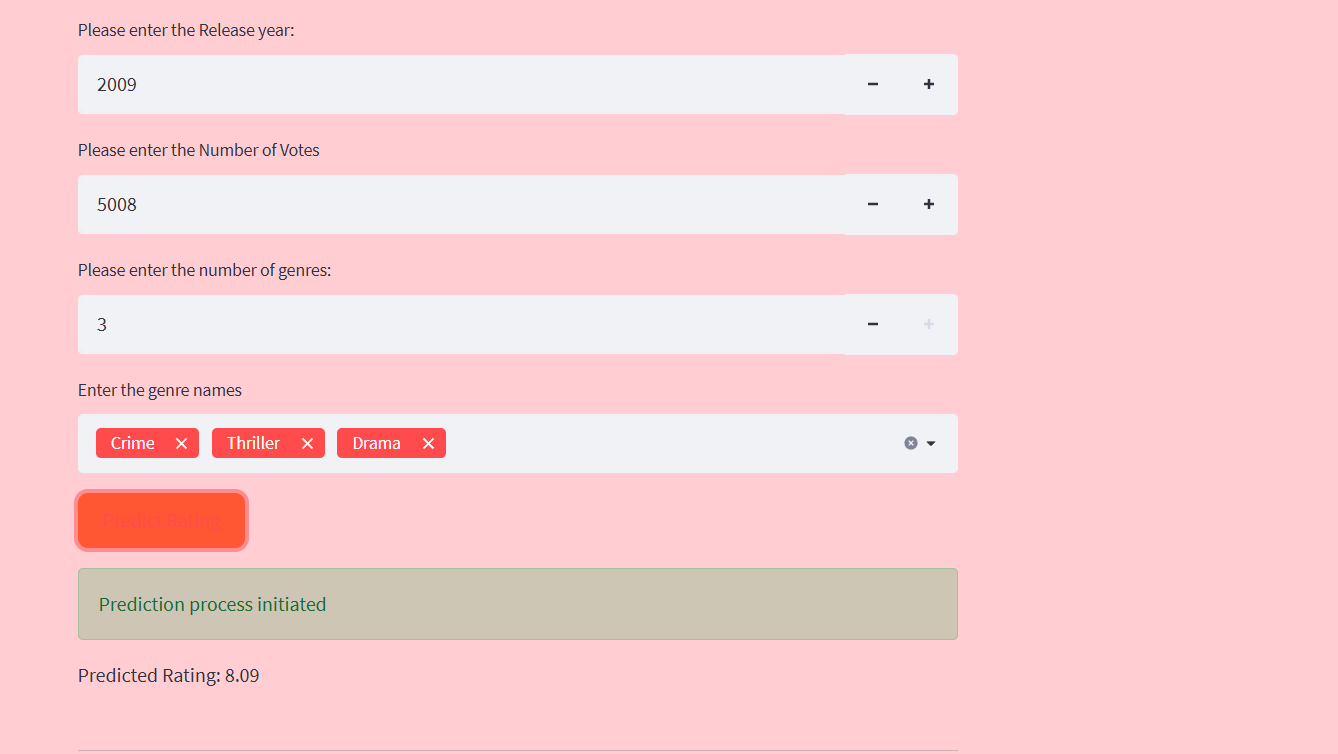 Please enter the Release year:
2009
Please enter the Number of Votes
5008
Please enter the number of genres:
3
Enter the genre names
Crime Thriller Drama
Predict Rating
Prediction process initiated
Predicted Rating: 8.09